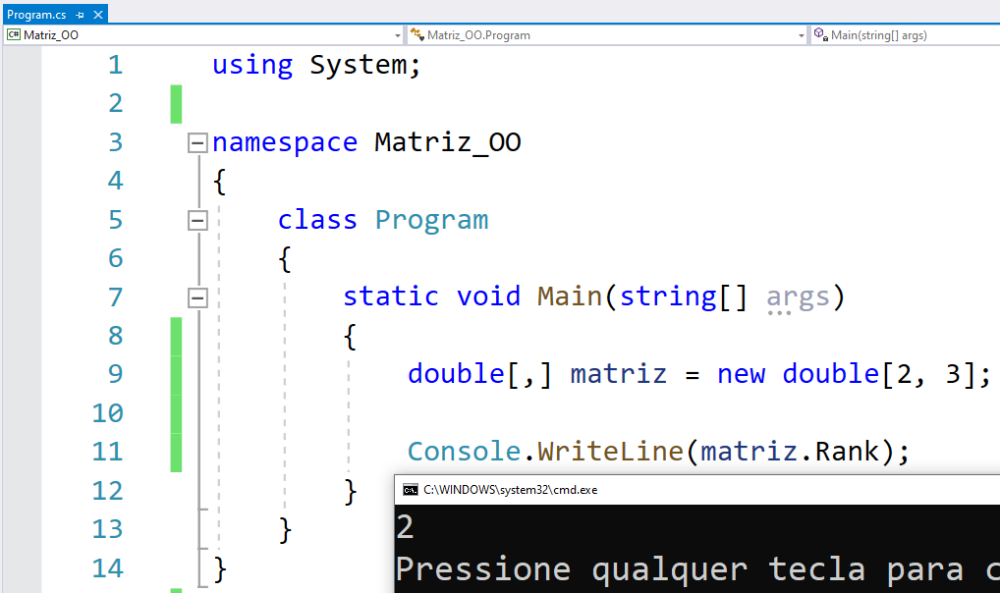 Program.cs
C# Matriz_OO
Matriz_OO.Program
Main(string[] args)
1 using System;
2
3 namespace Matriz_OO
4 {
5 class Program
6 {
7 static void Main(string[] args)
8 {
9 double[,] matriz = new double[2, 3];
10
11 Console.WriteLine(matriz.Rank);
12 }
13 }
14 }
C:\WINDOWS\system32\cmd.exe
2
Pressione qualquer tecla para c